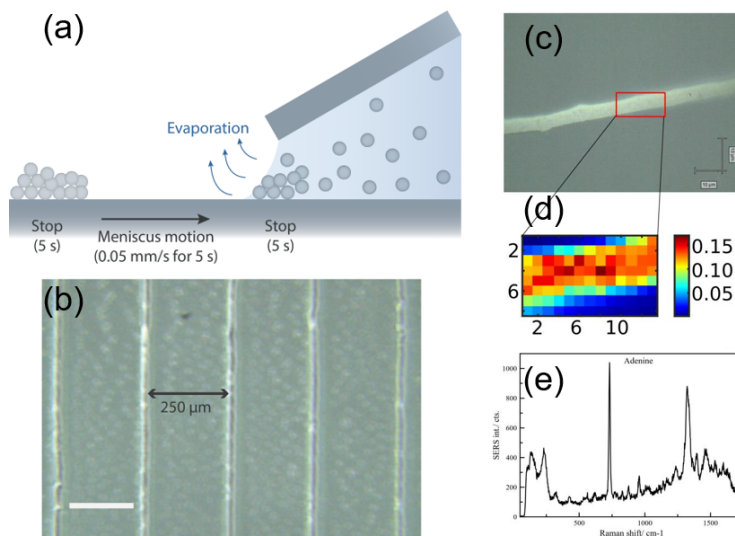 (a)
Evaporation
Stop
(5 s)
Meniscus motion
(0.05 mm/s for 5 s)
Stop
(5 s)
(b)
250 µm
(c)
(d)
2
6
2 6 10
0.15
0.10
0.05
(e)
Adenine
SERS int./ cts.
1000
800
600
400
200
0
500 1000 1500
Raman shift/ cm-1